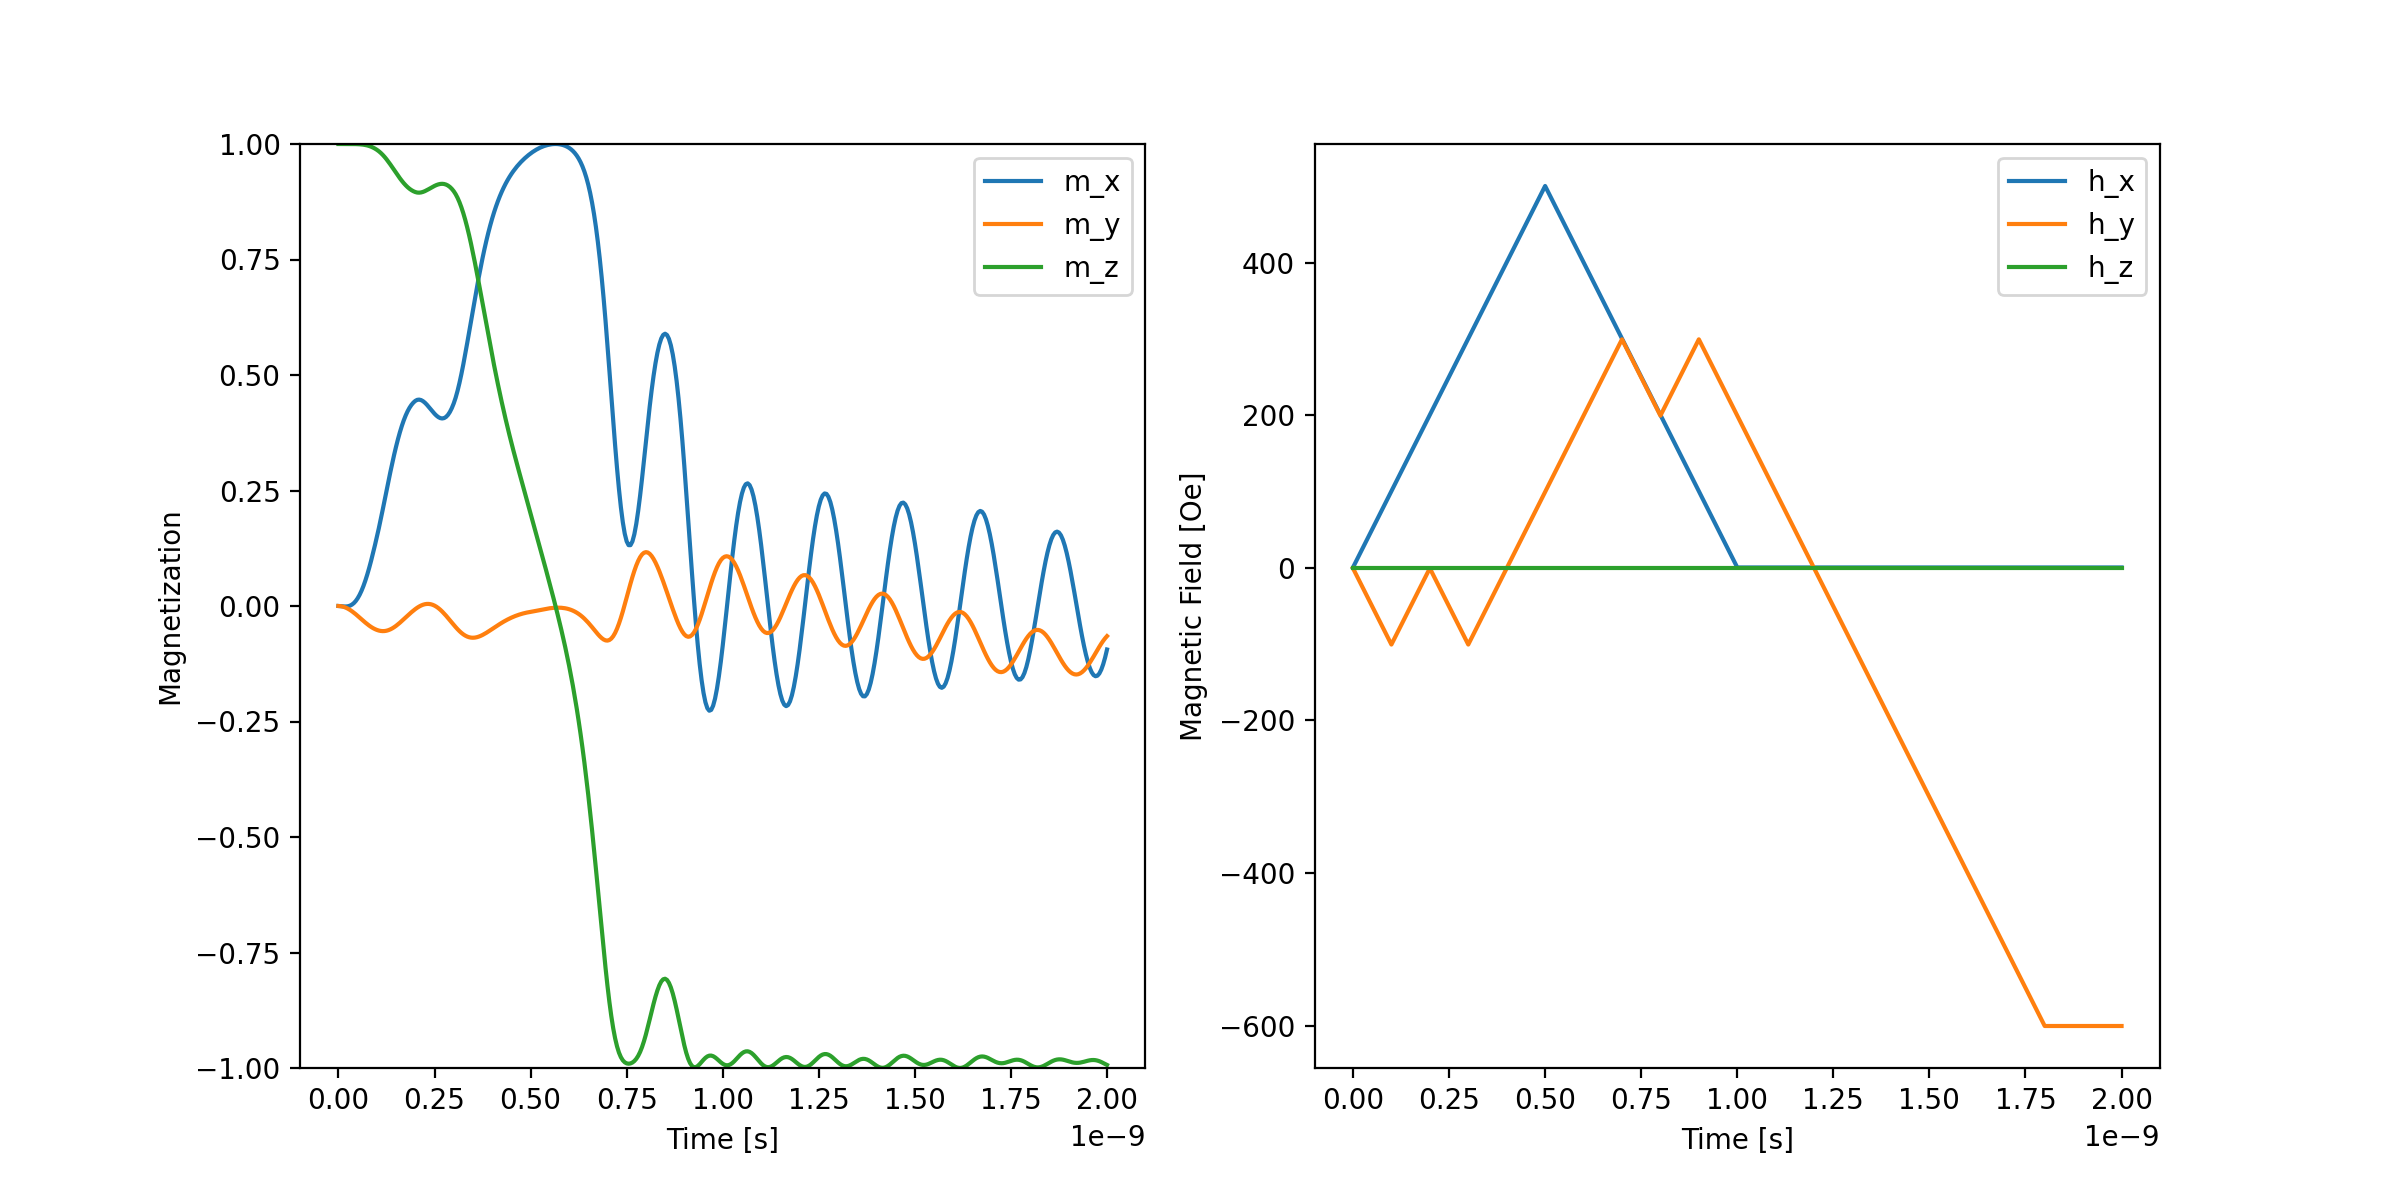 1.00
0.75
0.50
0.25
0.00
−0.25
−0.50
−0.75
−1.00
Magnetization
m_x
m_y
m_z
0.00 0.25 0.50 0.75 1.00 1.25 1.50 1.75 2.00
Time [s]
1e−9
400
200
0
−200
−400
−600
Magnetic Field [Oe]
h_x
h_y
h_z
0.00 0.25 0.50 0.75 1.00 1.25 1.50 1.75 2.00
Time [s]
1e−9